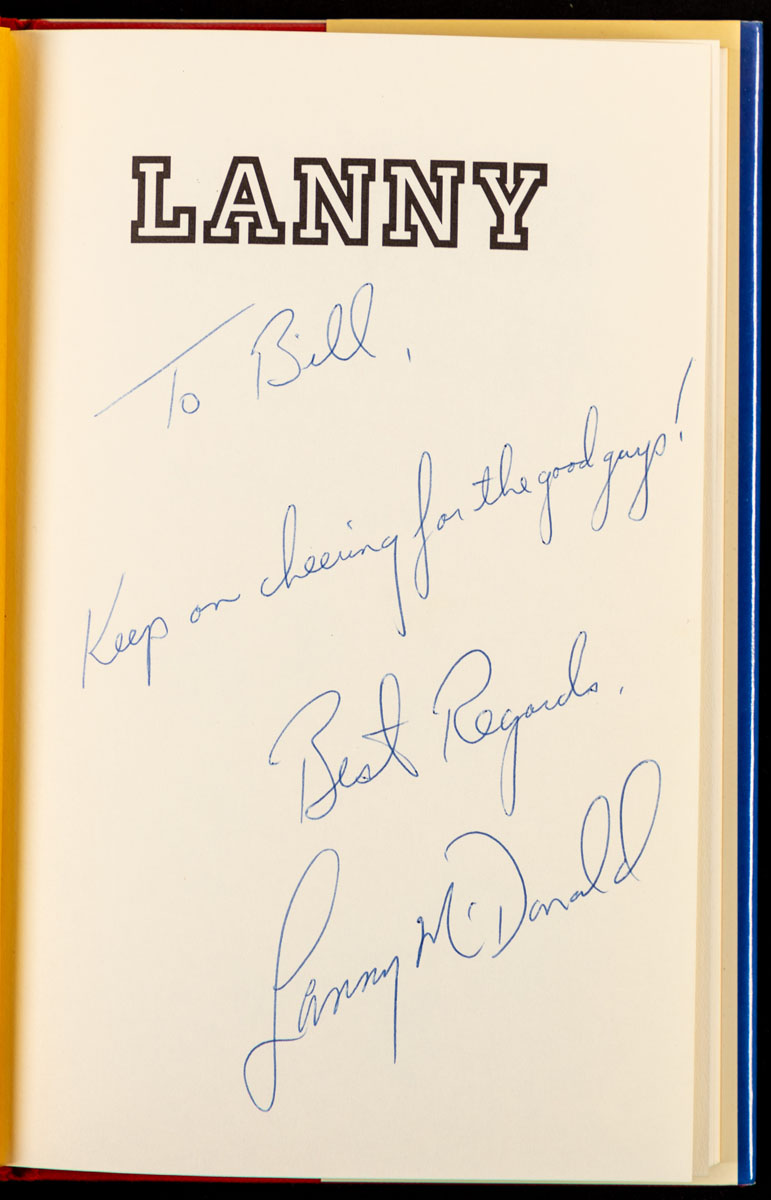 LANNY
To Bill,
Keep on cheering for the good guys!
Best Regards,
Lanny McDonald